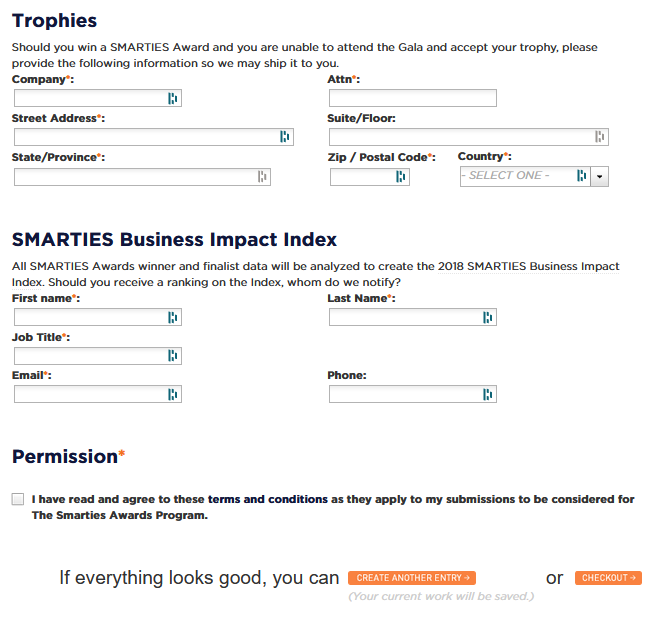 Trophies
Should you win a SMARTIES Award and you are unable to attend the Gala and accept your trophy, please
provide the following information so we may ship it to you.
Company*: Attn*:
Street Address*: Suite/Floor:
State/Province*: Zip / Postal Code*: Country*:
- SELECT ONE -
SMARTIES Business Impact Index
All SMARTIES Awards winner and finalist data will be analyzed to create the 2018 SMARTIES Business Impact
Index. Should you receive a ranking on the Index, whom do we notify?
First name*: Last Name*:
Job Title*:
Email*: Phone:
Permission*
I have read and agree to these terms and conditions as they apply to my submissions to be considered for
The Smarties Awards Program.
If everything looks good, you can CREATE ANOTHER ENTRY → or CHECKOUT →
(Your current work will be saved.)